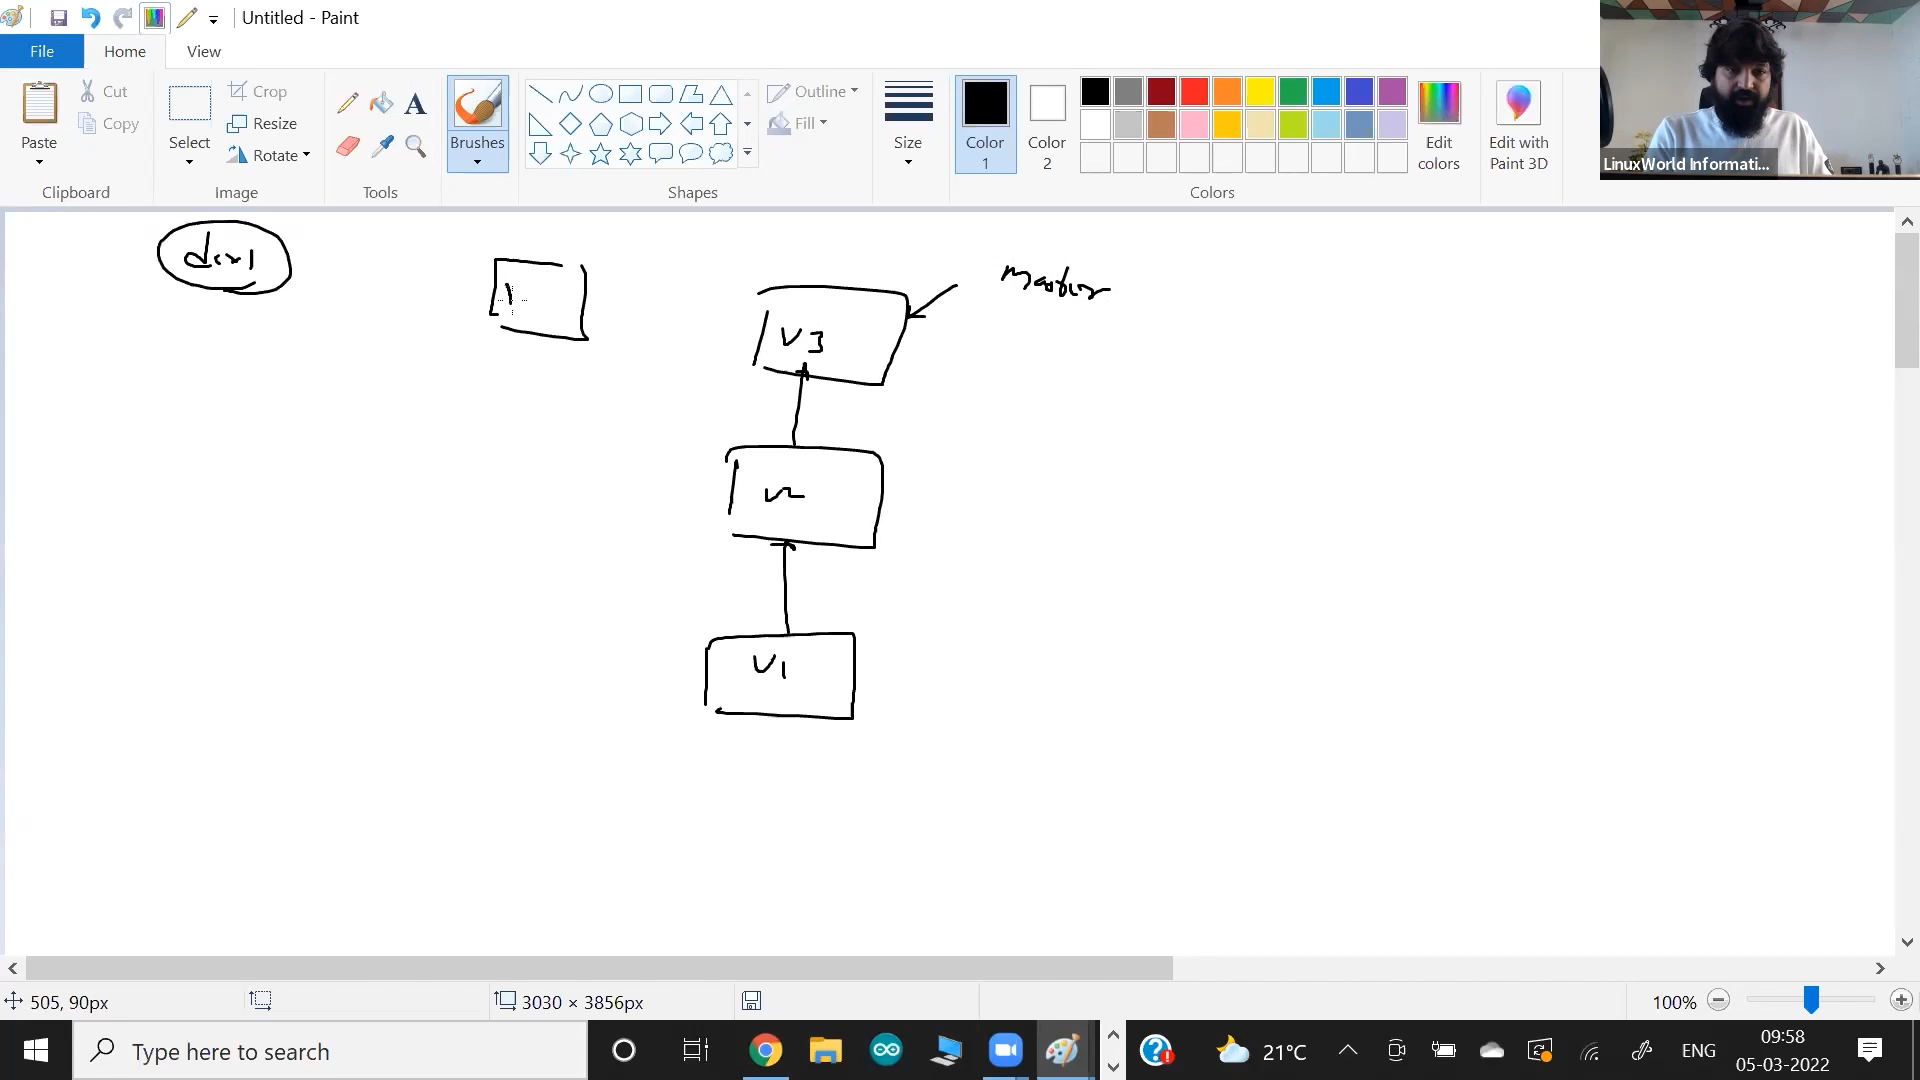 Untitled - Paint
File
Home
View
Paste
Cut
Copy
Clipboard
Select
Crop
Resize
Rotate
Image
Tools
Brushes
Shapes
Outline
Fill
Size
Color 1
Color 2
Colors
Edit colors
Edit with Paint 3D
LinuxWorld Informati...
V3
V1
505, 90px
3030 × 3856px
100%
Type here to search
21°C
ENG
09:58
05-03-2022